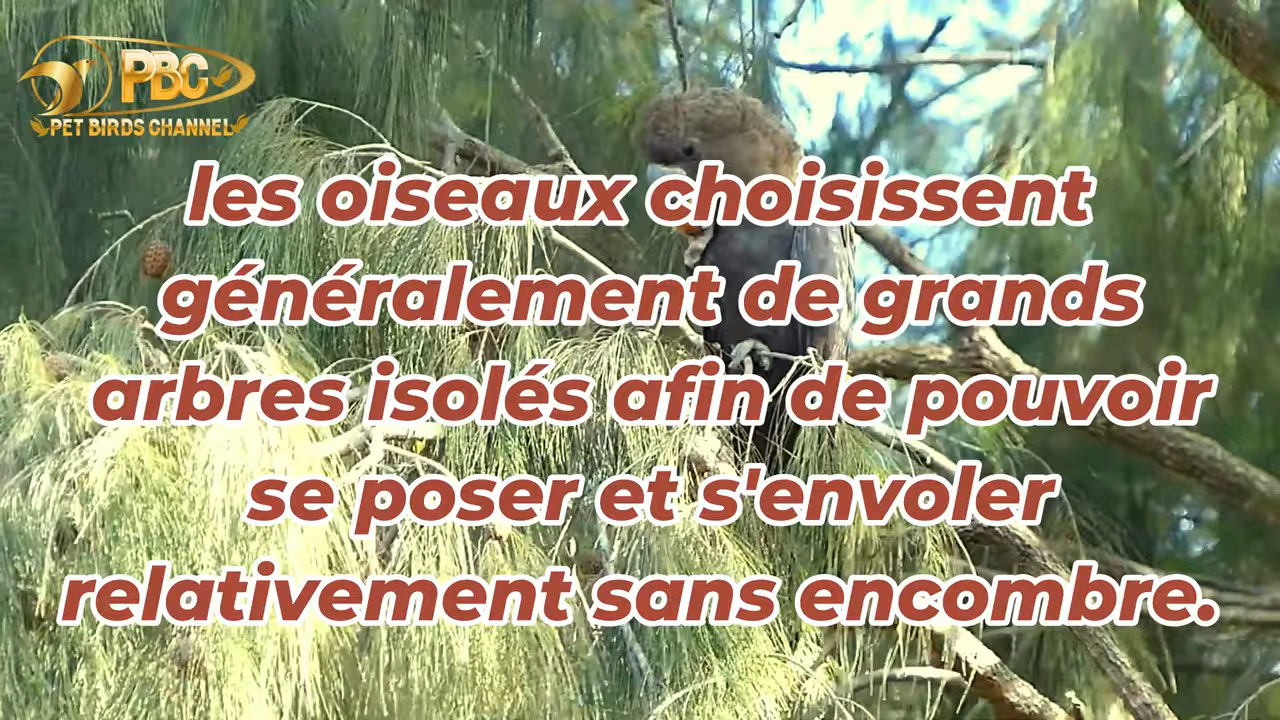 PBC
PET BIRDS CHANNEL
les oiseaux choisissent
généralement de grands
arbres isolés afin de pouvoir
se poser et s'envoler
relativement sans encombre.